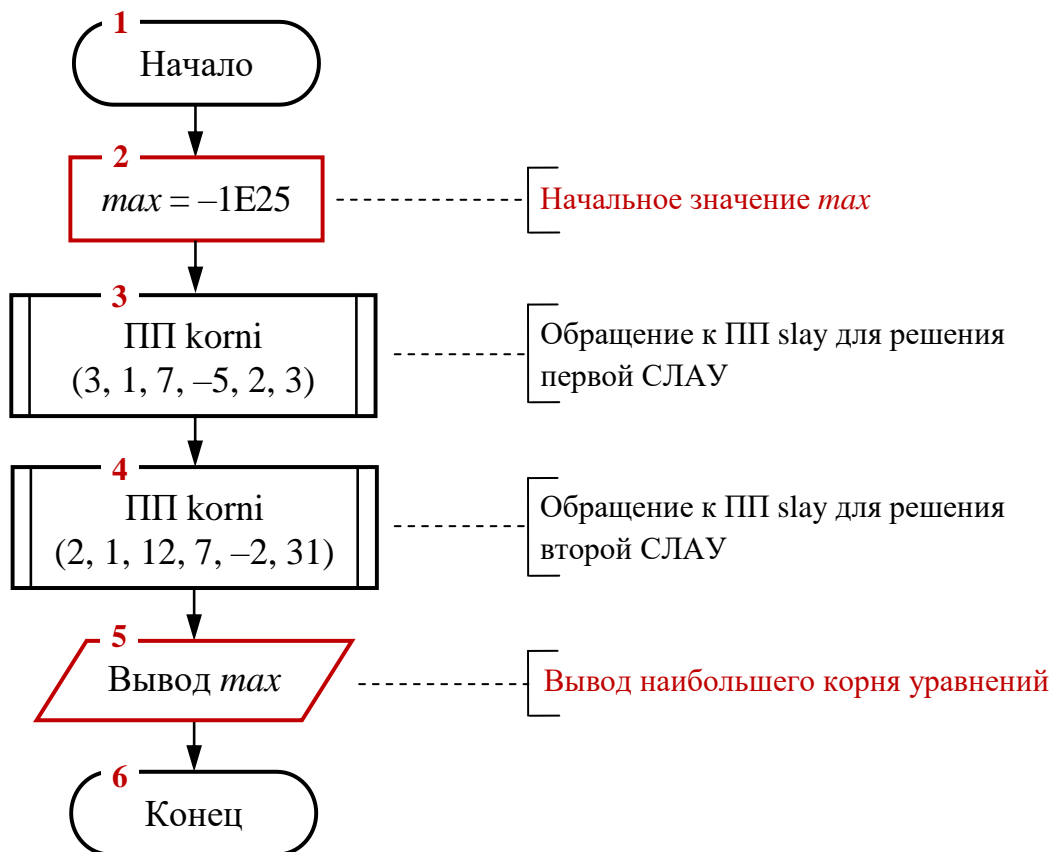 1
Начало
2
max = –1E25
Начальное значение max
3
ПП korni
(3, 1, 7, –5, 2, 3)
Обращение к ПП slay для решения
первой СЛАУ
4
ПП korni
(2, 1, 12, 7, –2, 31)
Обращение к ПП slay для решения
второй СЛАУ
5
Вывод max
Вывод наибольшего корня уравнений
6
Конец